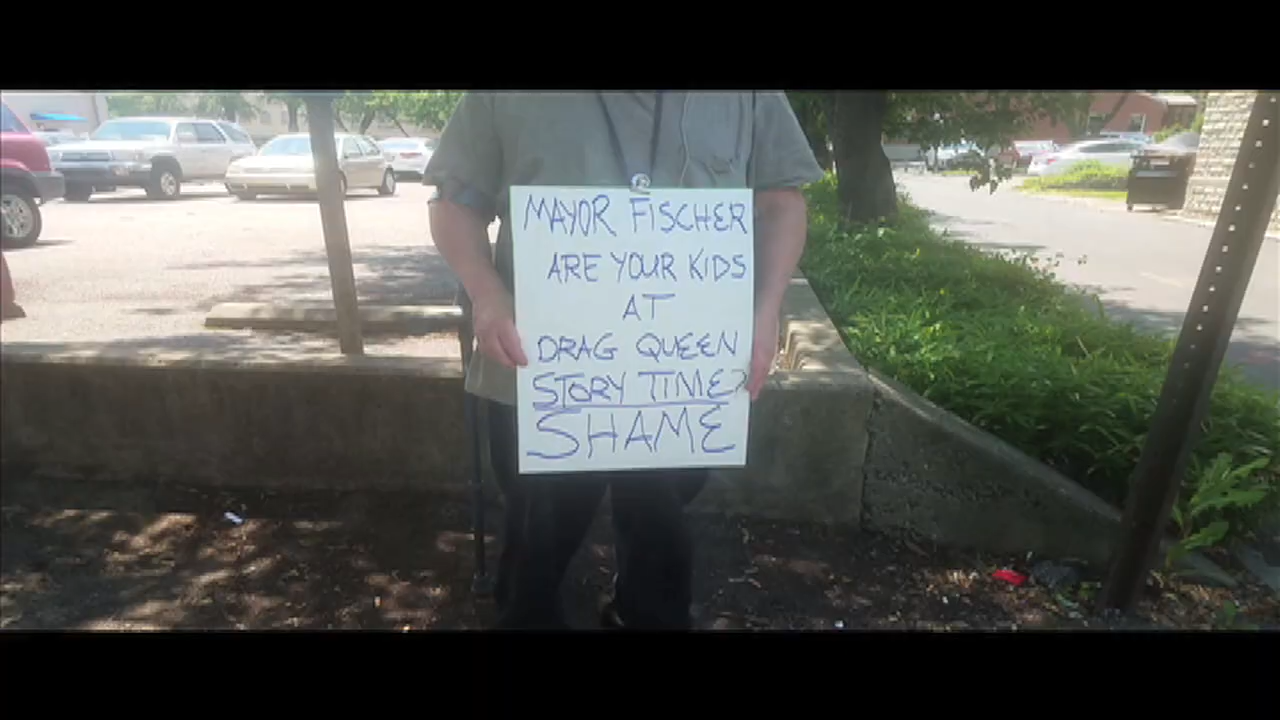 MAYOR FISCHER
ARE YOUR KIDS
AT
DRAG QUEEN
STORY TIME?
SHAME